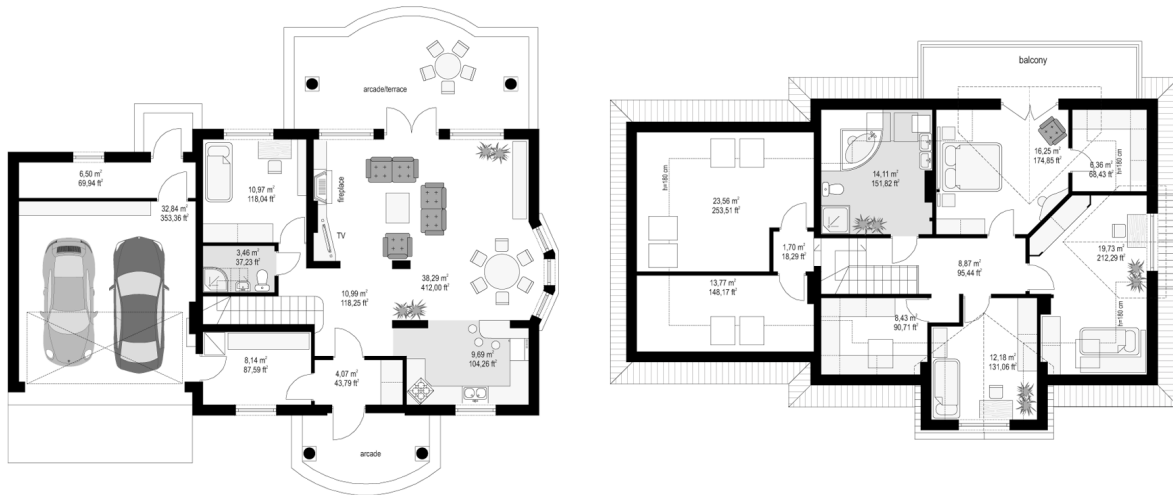 arcade/terrace
6,50 m²
69,94 ft²
32,84 m²
353,36 ft²
10,97 m²
118,04 ft²
fireplace
TV
3,46 m²
37,23 ft²
38,29 m²
412,00 ft²
10,99 m²
118,25 ft²
8,14 m²
87,59 ft²
4,07 m²
43,79 ft²
9,69 m²
104,26 ft²
arcade
balcony
h=180 cm
23,56 m²
253,51 ft²
14,11 m²
151,82 ft²
16,25 m²
174,85 ft²
6,36 m²
68,43 ft²
h=180 cm
1,70 m²
18,29 ft²
8,87 m²
95,44 ft²
19,73 m²
212,29 ft²
13,77 m²
148,17 ft²
8,43 m²
90,71 ft²
h=180 cm
12,18 m²
131,06 ft²